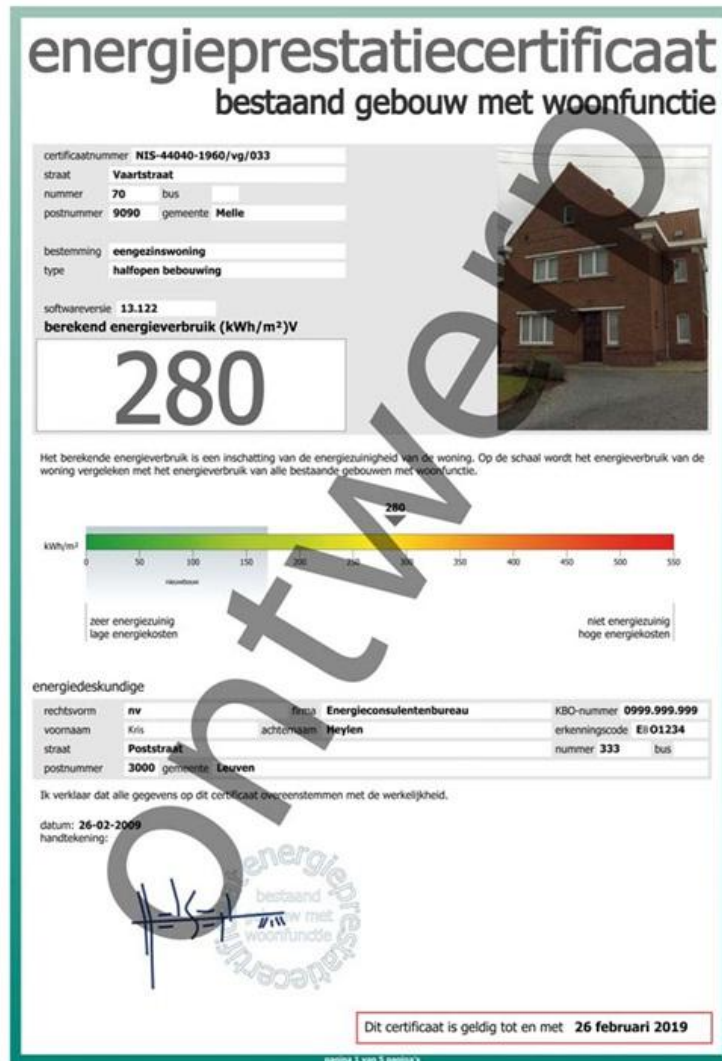 energieprestatiecertificaat
bestaand gebouw met woonfunctie
certificaatnummer NIS-44040-1960/vg/033
straat Vaartstraat
nummer 70 bus
postnummer 9090 gemeente Melle
bestemming eengezinswoning
type halfopen bebouwing
softwareversie 13.122
berekend energieverbruik (kWh/m²)V
280
Het berekende energieverbruik is een inschatting van de energiezuinigheid van de woning. Op de schaal wordt het energieverbruik van de
woning vergeleken met het energieverbruik van alle bestaande gebouwen met woonfunctie.
280
kWh/m²
0 50 100 150 200 250 300 350 400 450 500 550
nieuwbouw
zeer energiezuinig niet energiezuinig
lage energiekosten hoge energiekosten
energiedeskundige
rechtsvorm nv firma Energieconsulentenbureau KBO-nummer 0999.999.999
voornaam Kris achternaam Heylen erkenningscode EBO1234
straat Poststraat nummer 333 bus
postnummer 3000 gemeente Leuven
Ik verklaar dat alle gegevens op dit certificaat overeenstemmen met de werkelijkheid.
datum: 26-02-2009
handtekening:
energieprestatiecertificaat
bestaand
gebouw met
woonfunctie
Dit certificaat is geldig tot en met 26 februari 2019
pagina 1 van 5 pagina's
ontwerp